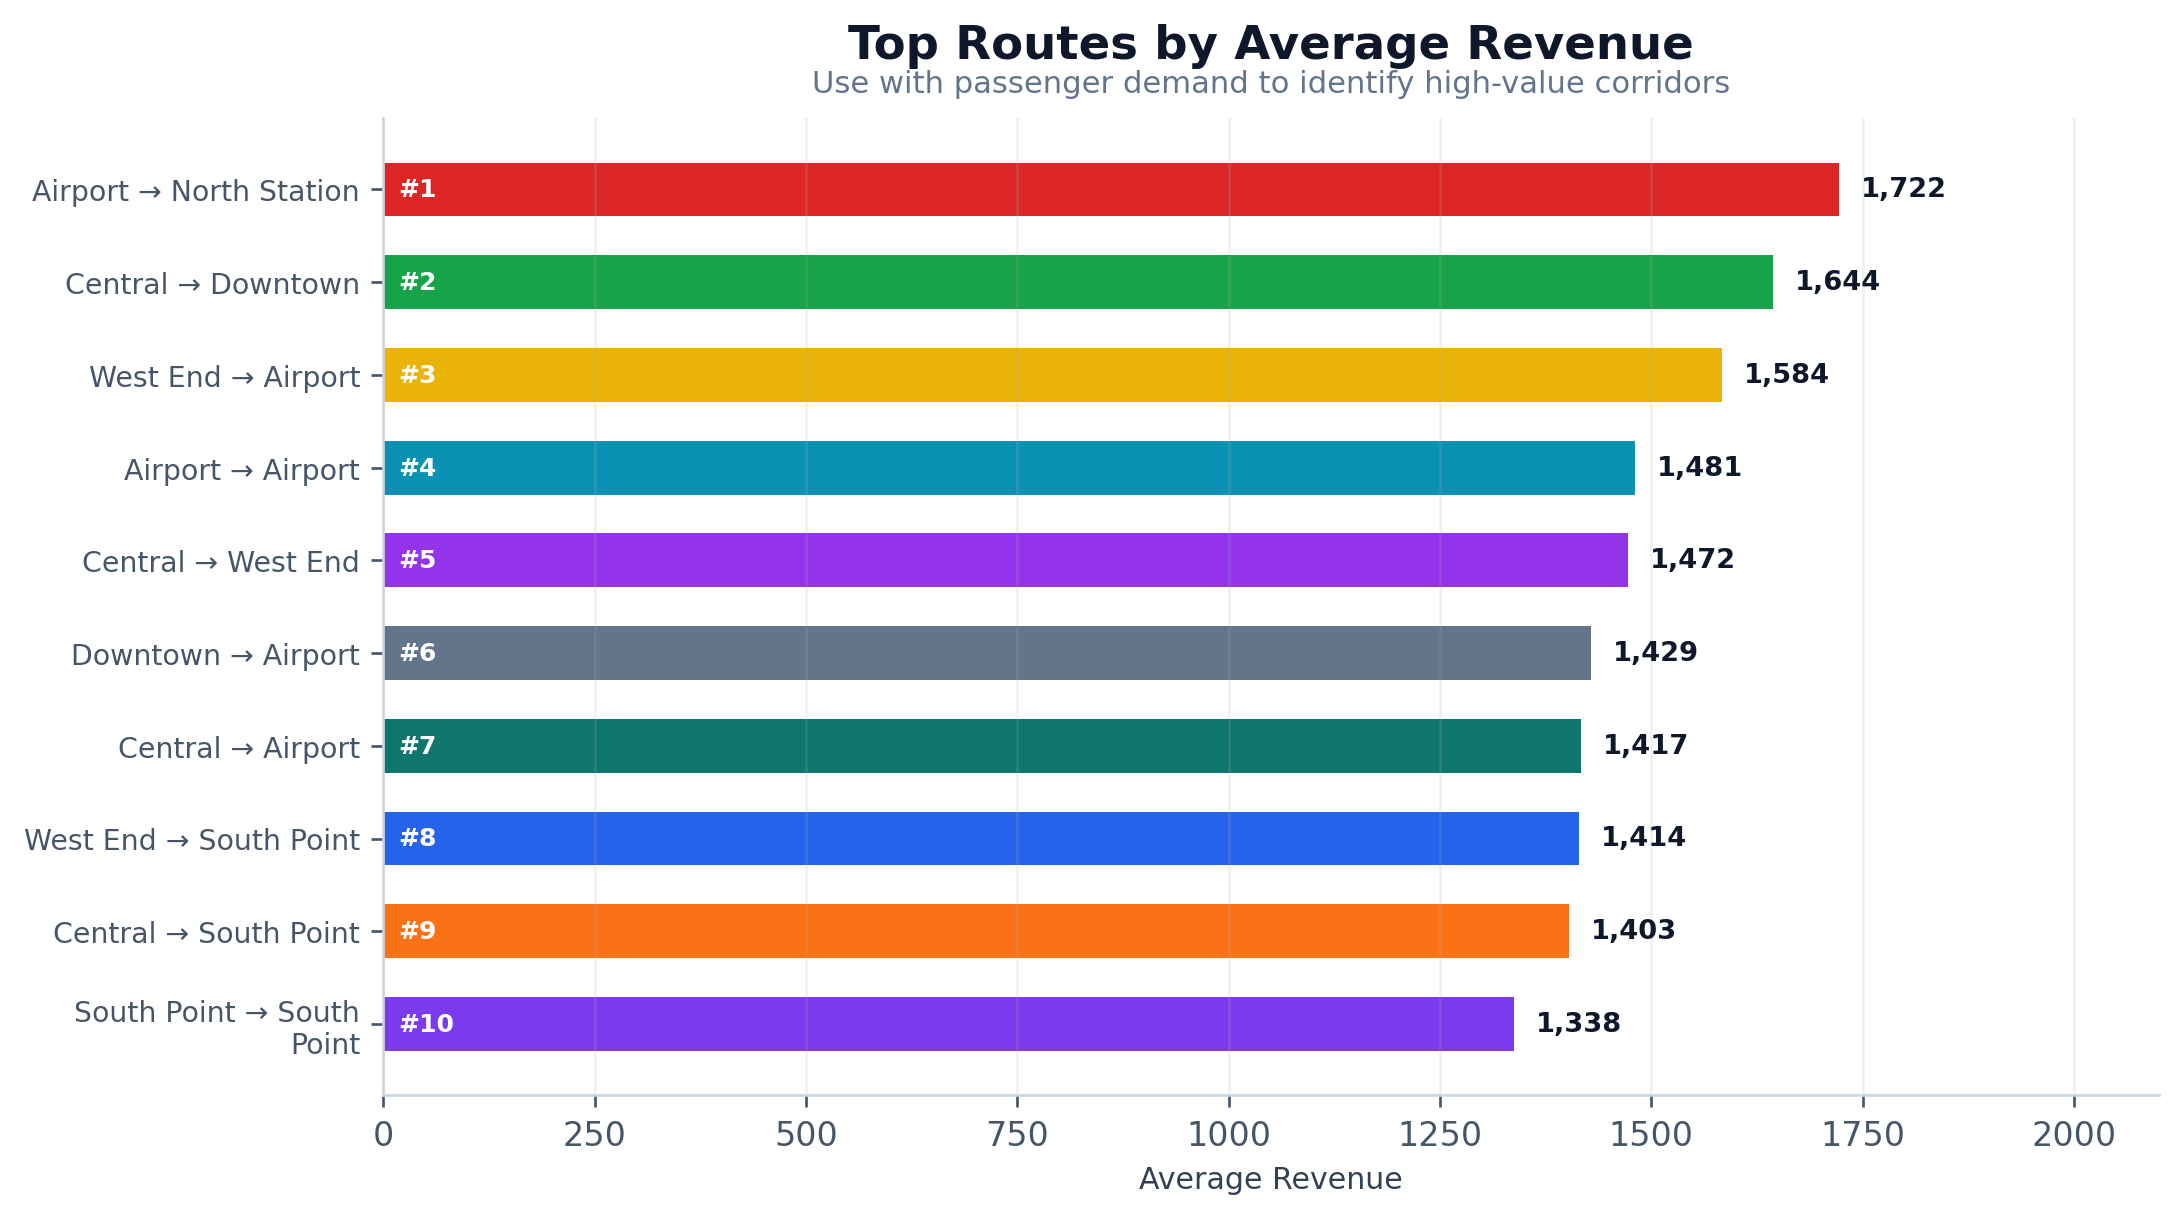 Top Routes by Average Revenue
Use with passenger demand to identify high-value corridors
Airport → North Station
#1
1,722
Central → Downtown
#2
1,644
West End → Airport
#3
1,584
Airport → Airport
#4
1,481
Central → West End
#5
1,472
Downtown → Airport
#6
1,429
Central → Airport
#7
1,417
West End → South Point
#8
1,414
Central → South Point
#9
1,403
South Point → South
Point
#10
1,338
0 250 500 750 1000 1250 1500 1750 2000
Average Revenue